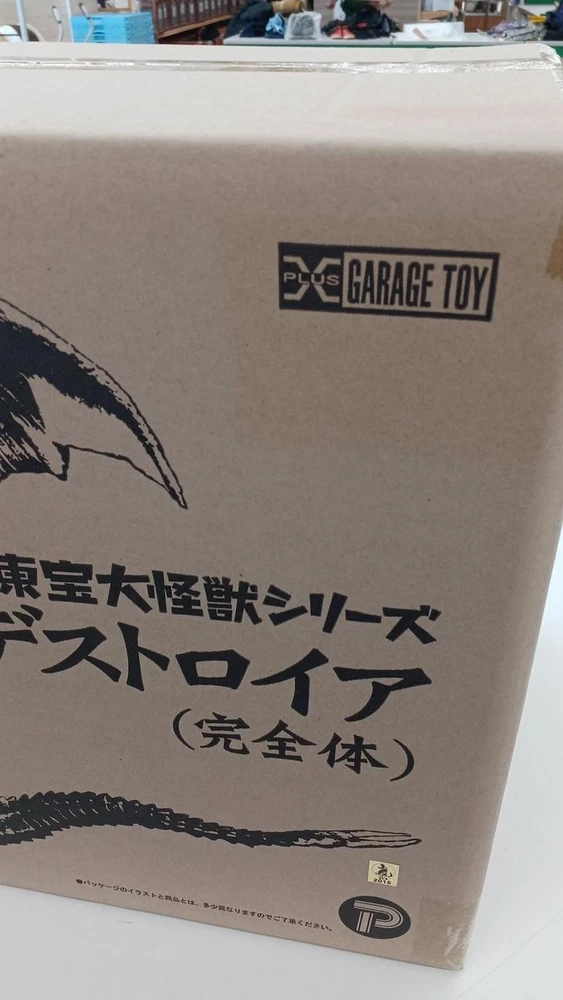 PLUS X GARAGE TOY
東宝大怪獣シリーズ
デストロイア
(完全体)
2015
●パッケージのイラストと商品とは、多少異なりますのでご了承ください。
TP